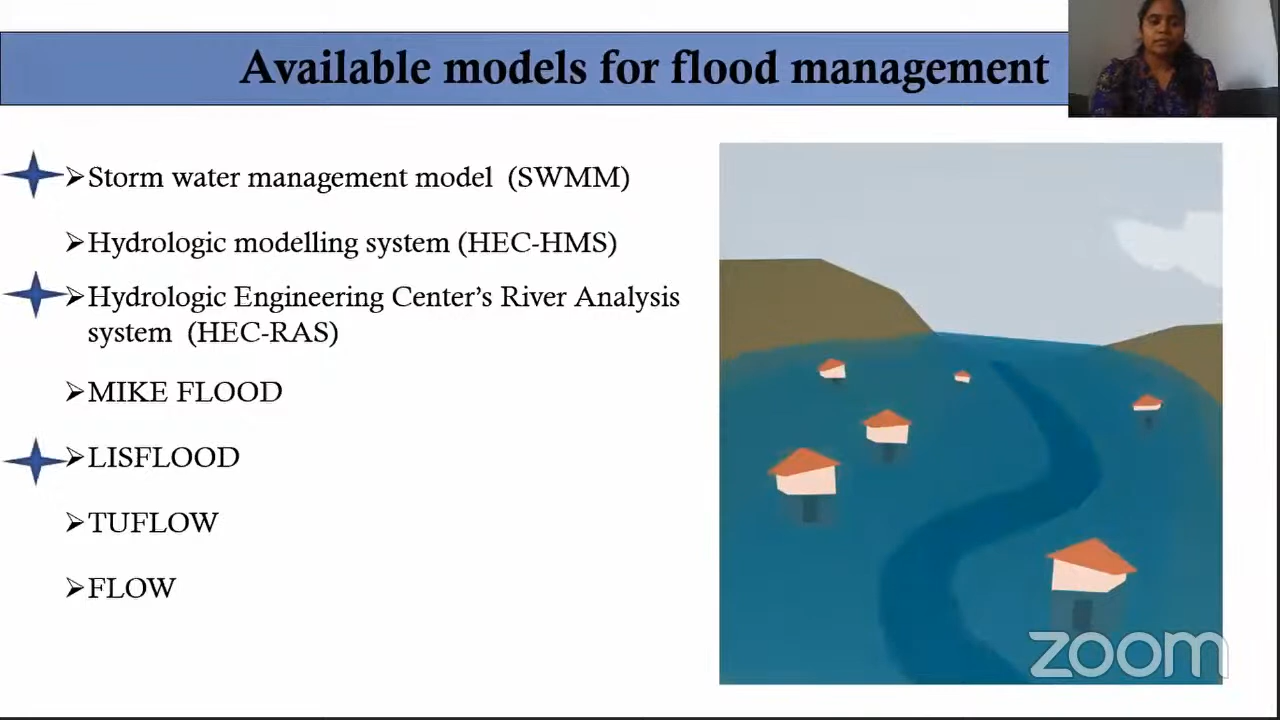 Available models for flood management
Storm water management model (SWMM)
Hydrologic modelling system (HEC-HMS)
Hydrologic Engineering Center's River Analysis
system (HEC-RAS)
MIKE FLOOD
LISFLOOD
TUFLOW
FLOW
zoom